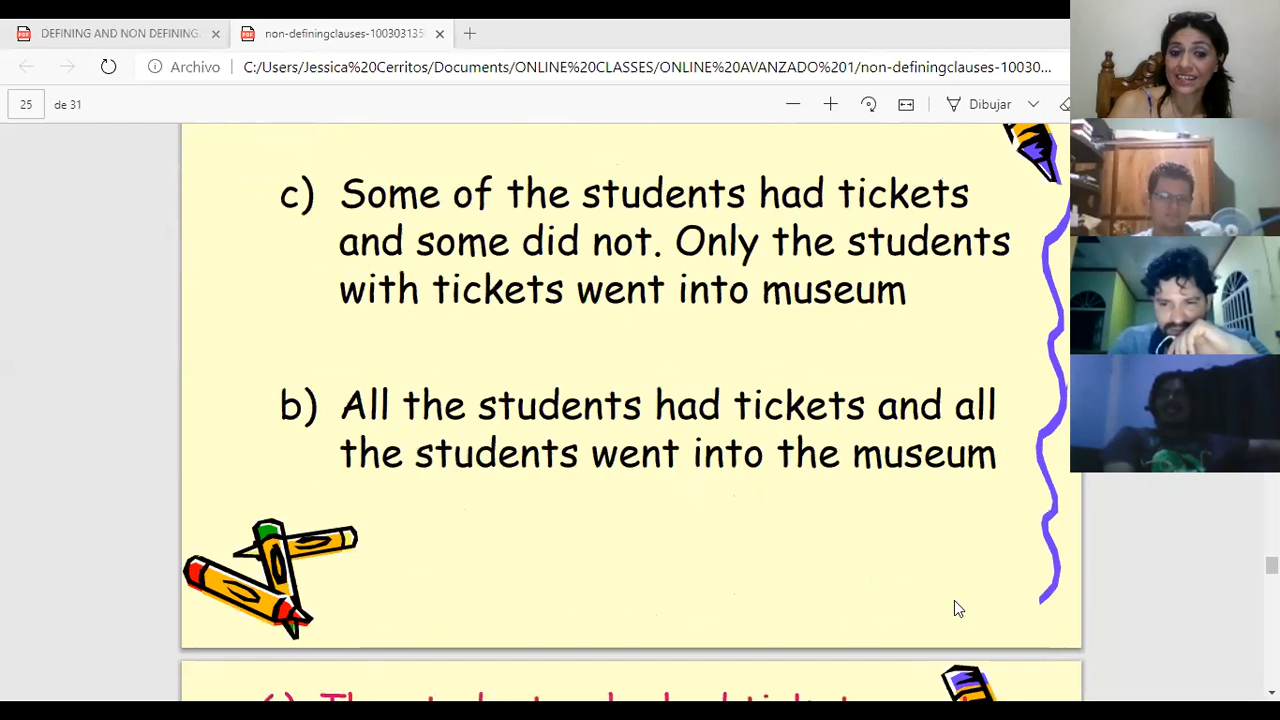 DEFINING AND NON DEFINING
non-definingclauses-100303135
Archivo
C:/Users/Jessica%20Cerritos/Documents/ONLINE%20CLASSES/ONLINE%20AVANZADO%201/non-definingclauses-10030...
25 de 31
Dibujar
c) Some of the students had tickets
and some did not. Only the students
with tickets went into museum
b) All the students had tickets and all
the students went into the museum